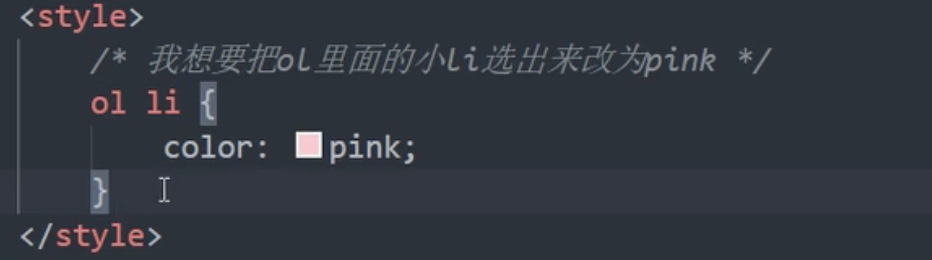 <style>
/* 我想要把ol里面的小li选出来改为pink */
ol li {
color: pink;
}
</style>